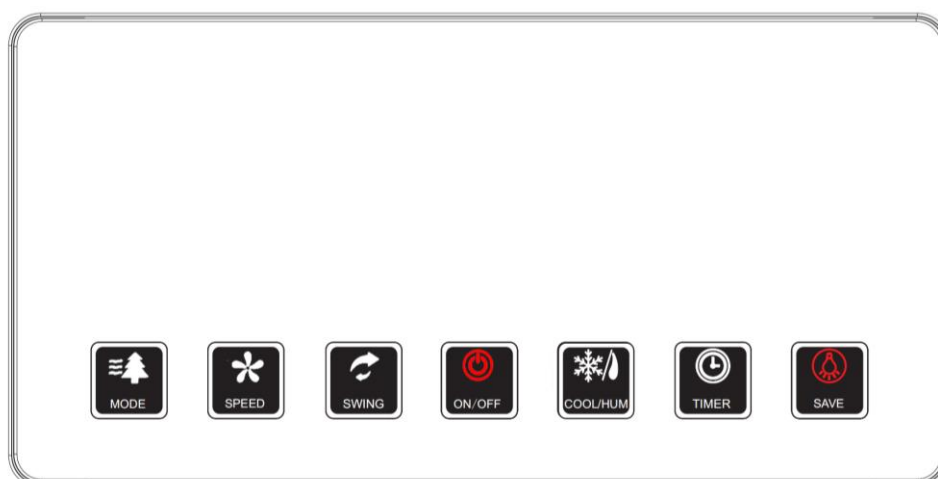 MODE
SPEED
SWING
ON/OFF
COOL/HUM
TIMER
SAVE